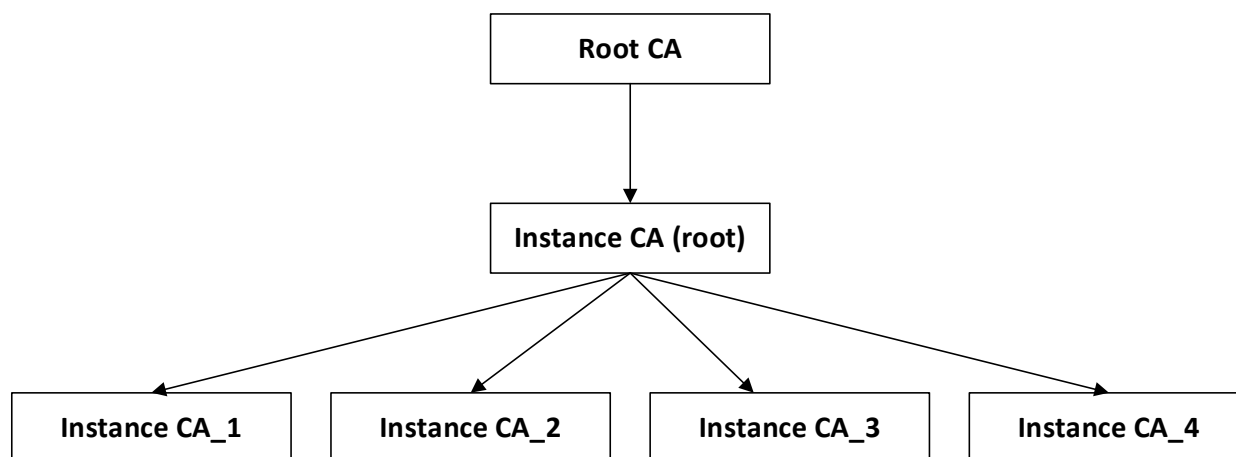 Root CA
Instance CA (root)
Instance CA_1
Instance CA_2
Instance CA_3
Instance CA_4